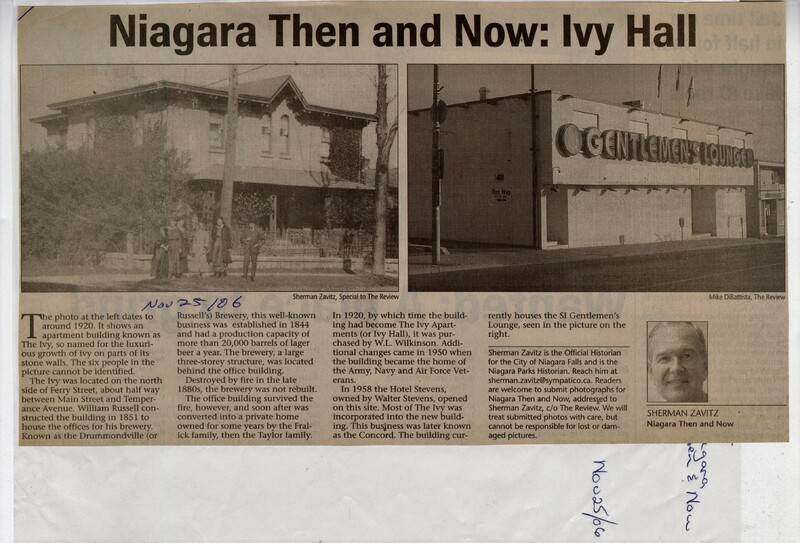 Niagara Then and Now: Ivy Hall
GENTLEMEN'S LOUNGE
Sherman Zavitz, Special to The Review
Mike DiBattista, The Review
Nov 25/06
The photo at the left dates to
around 1920. It shows an
apartment building known as
The Ivy, so named for the luxuri-
ous growth of ivy on parts of its
stone walls. The six people in the
picture cannot be identified.
The Ivy was located on the north
side of Ferry Street, about half way
between Main Street and Temper-
ance Avenue. William Russell con-
structed the building in 1851 to
house the offices for his brewery.
Known as the Drummondville (or
Russell's) Brewery, this well-known
business was established in 1844
and had a production capacity of
more than 20,000 barrels of lager
beer a year. The brewery, a large
three-storey structure, was located
behind the office building.
Destroyed by fire in the late
1880s, the brewery was not rebuilt.
The office building survived the
fire, however, and soon after was
converted into a private home
owned for some years by the Fral-
ick family, then the Taylor family.
In 1920, by which time the build-
ing had become The Ivy Apart-
ments (or Ivy Hall), it was pur-
chased by W.L. Wilkinson. Addi-
tional changes came in 1950 when
the building became the home of
the Army, Navy and Air Force Vet-
erans.
In 1958 the Hotel Stevens,
owned by Walter Stevens, opened
on this site. Most of The Ivy was
incorporated into the new build-
ing. This business was later known
as the Concord. The building cur-
rently houses the SI Gentlemen's
Lounge, seen in the picture on the
right.
Sherman Zavitz is the Official Historian
for the City of Niagara Falls and is the
Niagara Parks Historian. Reach him at
sherman.zavitz@sympatico.ca. Readers
are welcome to submit photographs for
Niagara Then and Now, addressed to
Sherman Zavitz, c/o The Review. We will
treat submitted photos with care, but
cannot be responsible for lost or dam-
aged pictures.
SHERMAN ZAVITZ
Niagara Then and Now
Nov 25/06
& Now